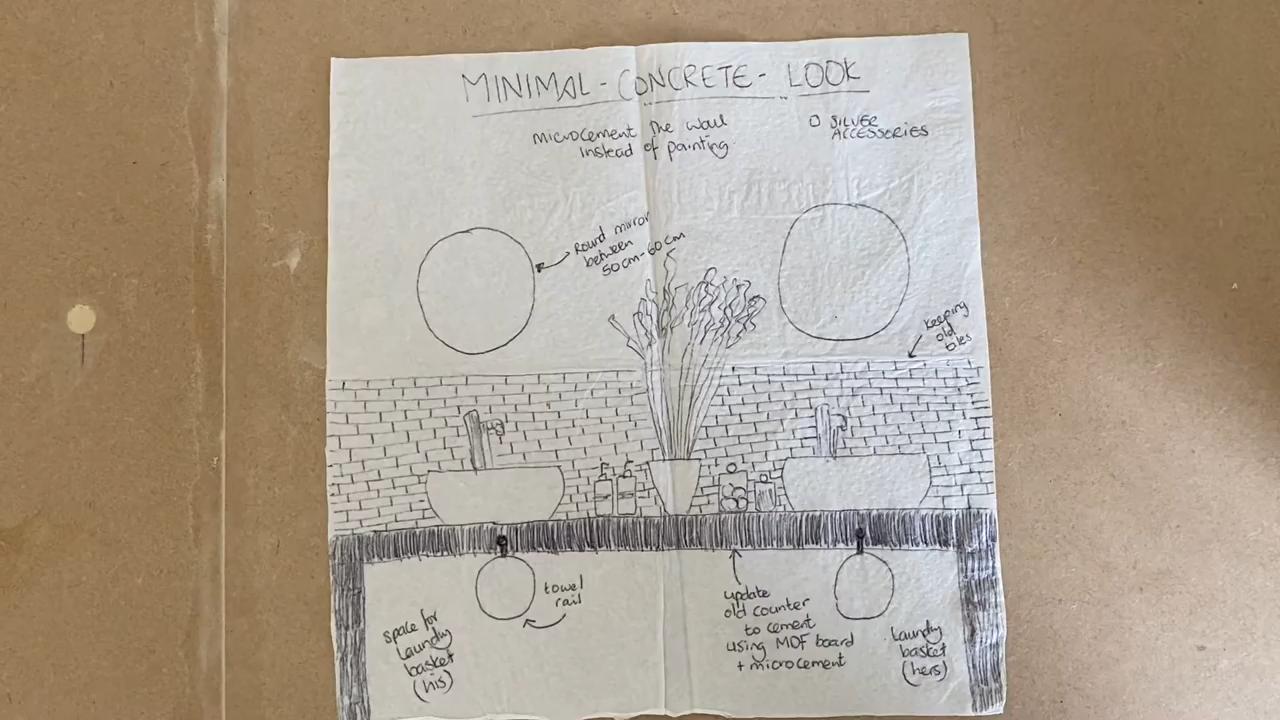 MINIMAL - CONCRETE - LOOK
microcement the wall
instead of painting.
O SILVER
ACCESSORIES
Round mirror
between
50cm-60cm
keeping
old
tiles
towel
rail
space for
laundry
basket
(his)
update
old counter
to cement
using MDF board
+ microcement
laundry
basket
(hers)